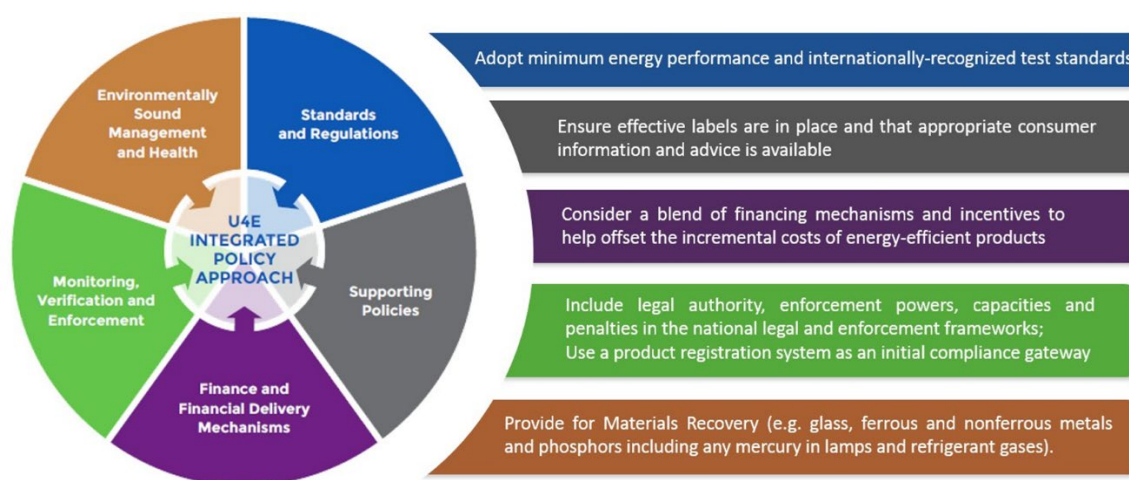 Environmentally
Sound
Management
and Health
Standards
and Regulations
U4E
INTEGRATED
POLICY
APPROACH
Monitoring,
Verification and
Enforcement
Supporting
Policies
Finance and
Financial Delivery
Mechanisms
Adopt minimum energy performance and internationally-recognized test standards
Ensure effective labels are in place and that appropriate consumer
information and advice is available
Consider a blend of financing mechanisms and incentives to
help offset the incremental costs of energy-efficient products
Include legal authority, enforcement powers, capacities and
penalties in the national legal and enforcement frameworks;
Use a product registration system as an initial compliance gateway
Provide for Materials Recovery (e.g. glass, ferrous and nonferrous metals
and phosphors including any mercury in lamps and refrigerant gases).